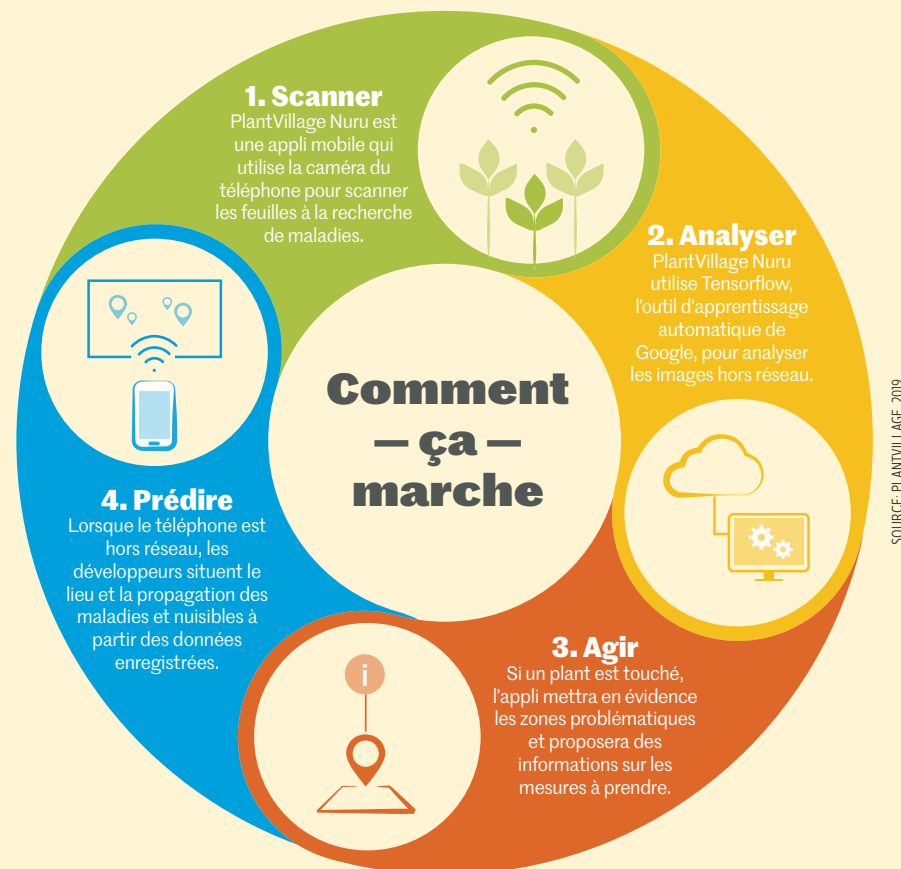 1. Scanner
PlantVillage Nuru est
une appli mobile qui
utilise la caméra du
téléphone pour scanner
les feuilles à la recherche
de maladies.
2. Analyser
PlantVillage Nuru
utilise Tensorflow,
l'outil d'apprentissage
automatique de
Google, pour analyser
les images hors réseau.
Comment
— ça —
marche
3. Agir
Si un plant est touché,
l'appli mettra en évidence
les zones problématiques
et proposera des
informations sur les
mesures à prendre.
i
4. Prédire
Lorsque le téléphone est
hors réseau, les
développeurs situent le
lieu et la propagation des
maladies et nuisibles à
partir des données
enregistrées.
SOURCE: PLANTVILLAGE, 2019